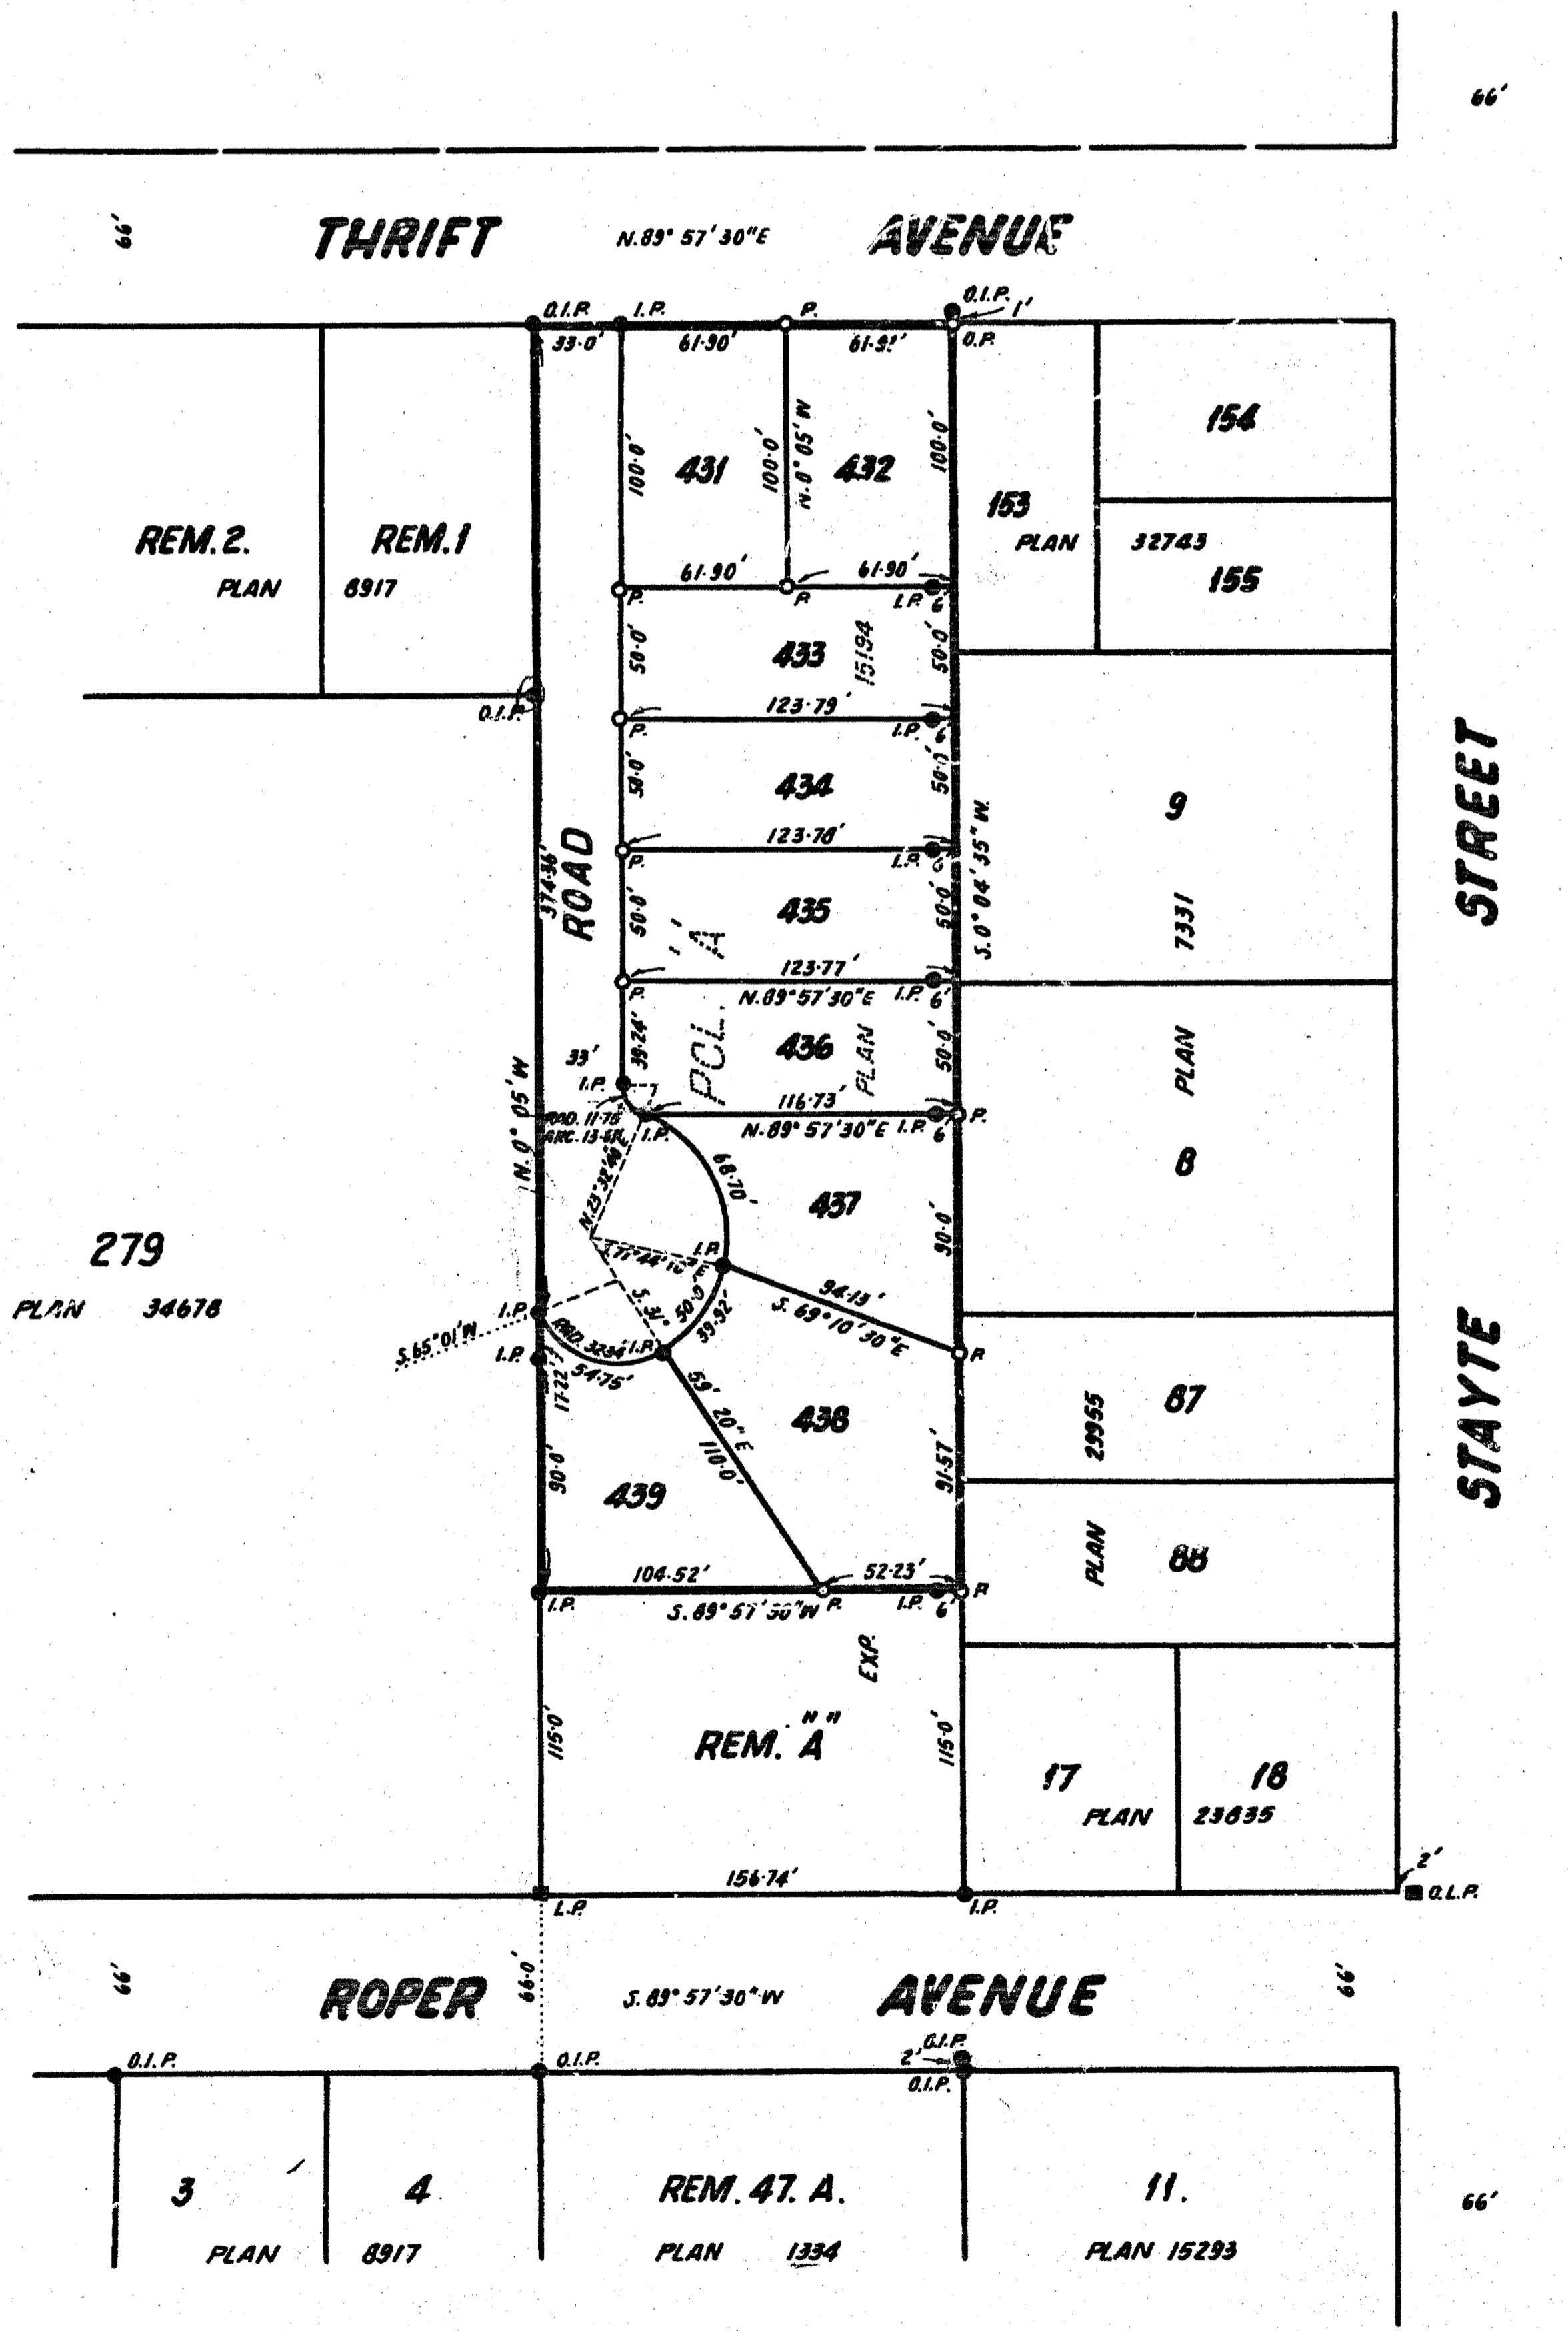 66'
66'
THRIFT N.89° 57' 30"E AVENUE
O.I.P. I.P. P. O.I.P. 1'
33·0' 61·90' O.P.
100·0' 431 100·0' N.0° 05' W 432 100·0'
153 154
PLAN 32743
155
REM.2. REM.1
PLAN 8917
61·90' 61·90'
P. P. I.P. 6'
50·0' 433 15194 50·0'
O.I.P.
123·79'
P. I.P. 6'
50·0' 434 50·0'
9
STREET
123·78'
P. I.P. 6'
374·36'
ROAD
50·0' 435 50·0'
S.0° 04' 35" W.
7331
PCL. 'A'
123·77'
P. N.89°57'30"E I.P. 6'
39·24' 436 PLAN 50·0'
PLAN
33'
I.P.
116·73'
RAD. 11·76'
N.89°57'30"E I.P. 6' P.
I.P.
N. 0° 05' W
68·70'
8
437
90·0'
279
PLAN 34678
I.P.
94·13'
S. 69°10'30"E
P.
50·0'
39·92'
S. 31°
I.P.
S.65°01'W
I.P.
RAD. 32·34' I.P.
54·75'
17·22'
59' 20" E
110·0'
438
87
29955
STAYTE
91·57'
90·0'
439
PLAN 88
104·52' 52·23'
I.P. S. 89°57'30"W P. I.P. 6' P.
EXP.
115·0' REM. "A" 115·0'
17 18
PLAN 23835
156·74' 2'
L.P. I.P. O.L.P.
66' ROPER 66·0' S. 89°57'30"W AVENUE 66'
O.I.P. O.I.P. 2' O.I.P.
O.I.P.
3 4 REM. 47. A. 11. 66'
PLAN 8917 PLAN 1334 PLAN 15293